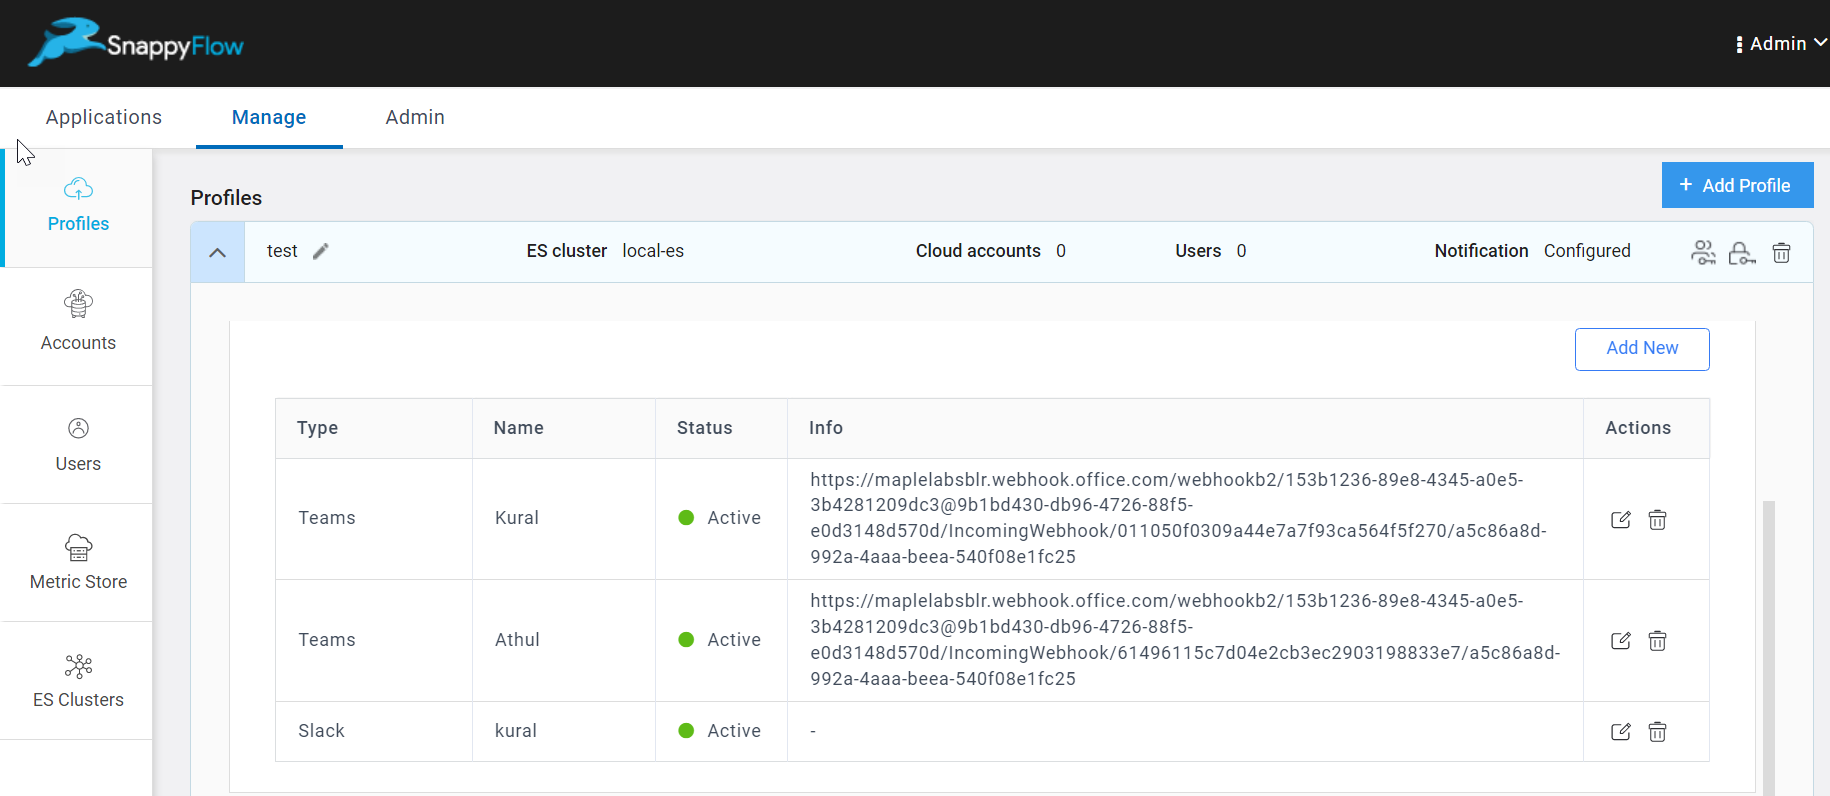 SnappyFlow
Admin
Applications
Manage
Admin
Profiles
Accounts
Users
Metric Store
ES Clusters
Profiles
+ Add Profile
test
ES cluster local-es
Cloud accounts 0
Users 0
Notification Configured
Add New
Type Name Status Info Actions
Teams Kural Active
https://maplelabsblr.webhook.office.com/webhookb2/153b1236-89e8-4345-a0e5-
3b4281209dc3@9b1bd430-db96-4726-88f5-
e0d3148d570d/IncomingWebhook/011050f0309a44e7a7f93ca564f5f270/a5c86a8d-
992a-4aaa-beea-540f08e1fc25
Teams Athul Active
https://maplelabsblr.webhook.office.com/webhookb2/153b1236-89e8-4345-a0e5-
3b4281209dc3@9b1bd430-db96-4726-88f5-
e0d3148d570d/IncomingWebhook/61496115c7d04e2cb3ec2903198833e7/a5c86a8d-
992a-4aaa-beea-540f08e1fc25
Slack kural Active -